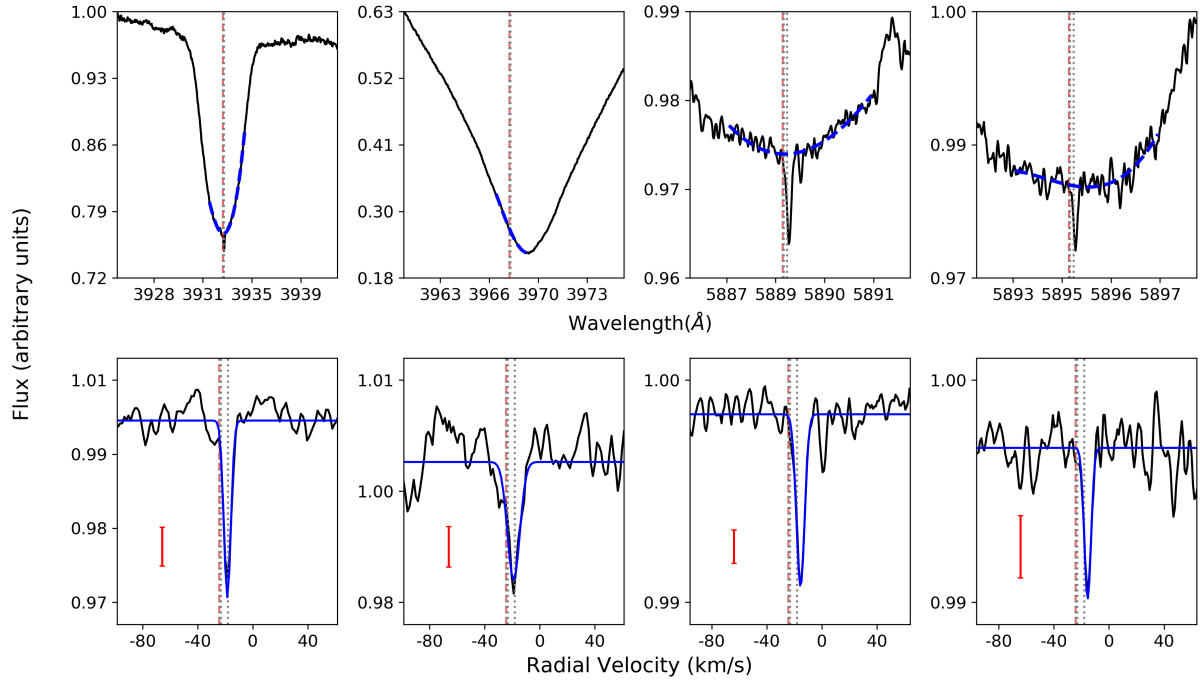 Flux (arbitrary units)
1.00
0.93
0.86
0.79
0.72
3928 3931 3935 3939
0.63
0.52
0.41
0.30
0.18
3963 3966 3970 3973
0.99
0.98
0.97
0.96
5887 5889 5890 5891
1.00
0.99
0.97
5893 5895 5896 5897
Wavelength(Å)
1.01
0.99
0.98
0.97
-80 -40 0 40
1.01
1.00
0.98
-80 -40 0 40
1.00
0.99
-80 -40 0 40
1.00
0.99
-80 -40 0 40
Radial Velocity (km/s)